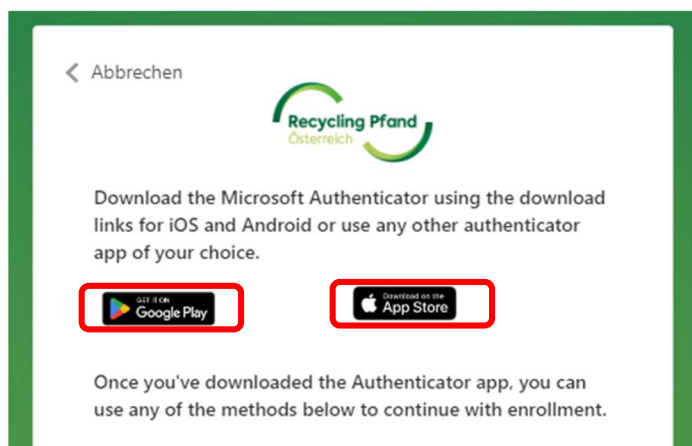 Abbrechen
Recycling Pfand
Österreich
Download the Microsoft Authenticator using the download
links for iOS and Android or use any other authenticator
app of your choice.
GET IT ON
Google Play
Download on the
App Store
Once you've downloaded the Authenticator app, you can
use any of the methods below to continue with enrollment.